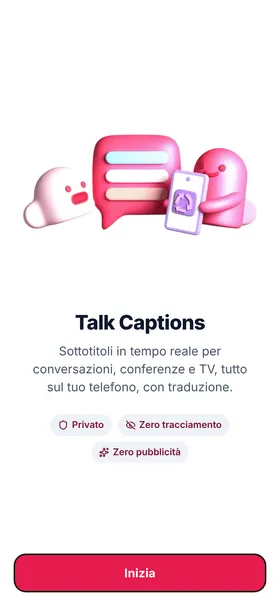 Talk Captions
Sottotitoli in tempo reale per
conversazioni, conferenze e TV, tutto
sul tuo telefono, con traduzione.
Privato
Zero tracciamento
Zero pubblicità
Inizia